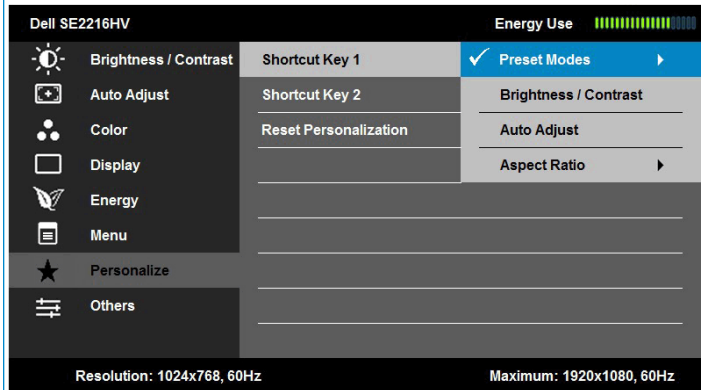 Dell SE2216HV Energy Use
Brightness / Contrast Shortcut Key 1 Preset Modes
Auto Adjust Shortcut Key 2 Brightness / Contrast
Color Reset Personalization Auto Adjust
Display Aspect Ratio
Energy
Menu
Personalize
Others
Resolution: 1024x768, 60Hz Maximum: 1920x1080, 60Hz